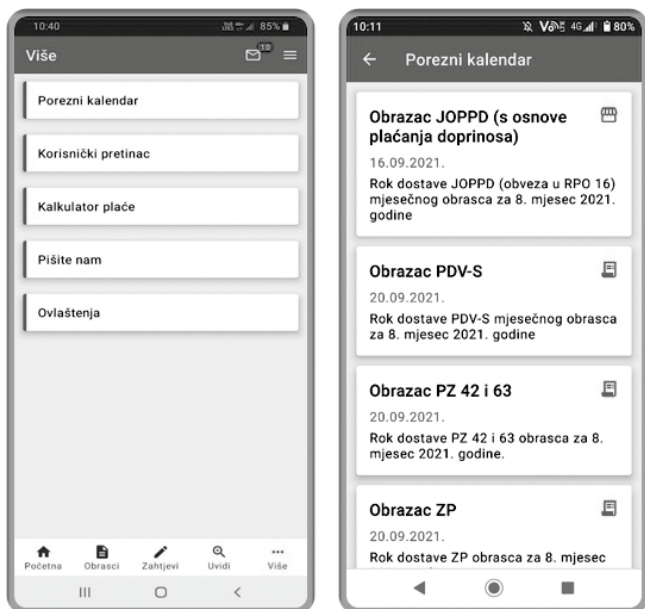 10:40
85%
Više
10
Porezni kalendar
Korisnički pretinac
Kalkulator plaće
Pišite nam
Ovlaštenja
Početna
Obrasci
Zahtjevi
Uvidi
Više
10:11
4G
80%
Porezni kalendar
Obrazac JOPPD (s osnove
plaćanja doprinosa)
16.09.2021.
Rok dostave JOPPD (obveza u RPO 16)
mjesečnog obrasca za 8. mjesec 2021.
godine
Obrazac PDV-S
20.09.2021.
Rok dostave PDV-S mjesečnog obrasca
za 8. mjesec 2021. godine
Obrazac PZ 42 i 63
20.09.2021.
Rok dostave PZ 42 i 63 obrasca za 8.
mjesec 2021. godine.
Obrazac ZP
20.09.2021.
Rok dostave ZP obrasca za 8. mjesec